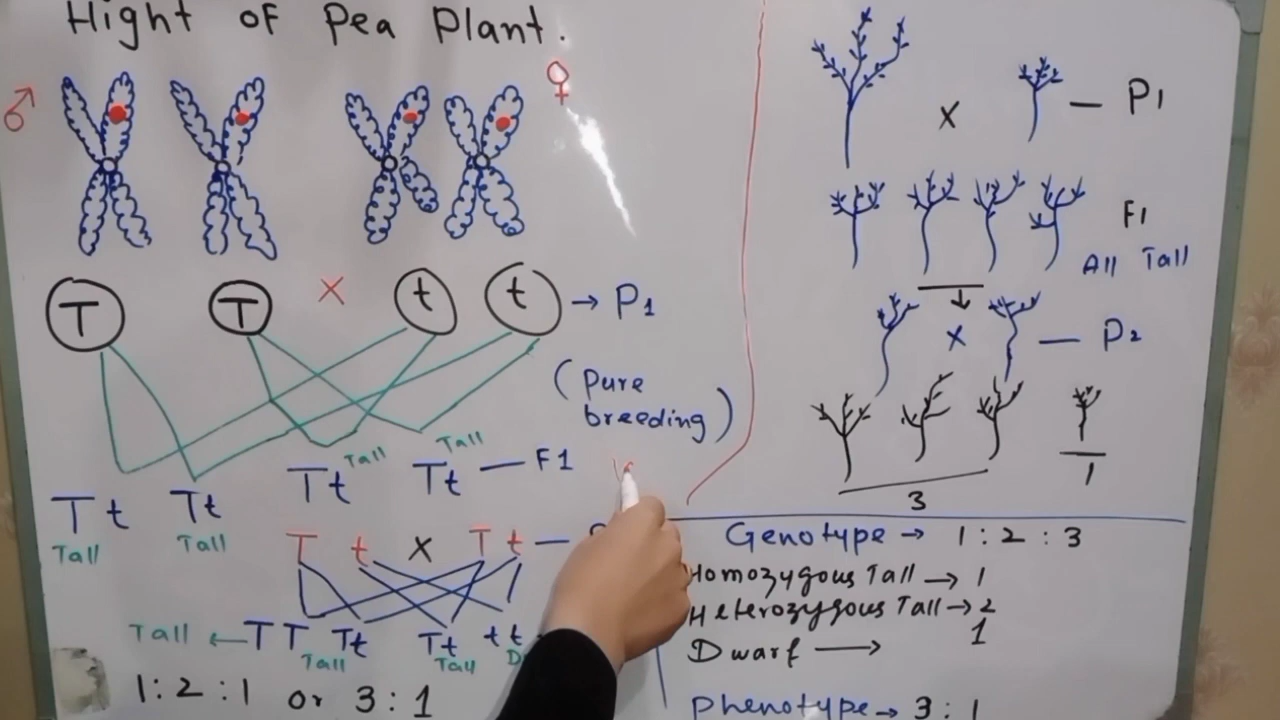 Hight of Pea Plant.
♂ ♀
T T × t t → P1
(Pure
breeding)
Tall Tall
Tt Tt — F1
Tt Tt
Tall Tall
T t × T t —
Tall ← TT Tt Tt tt
Tall Tall
1:2:1 or 3:1
× — P1
F1
All Tall
× — P2
3 1
Genotype → 1:2:3
Homozygous Tall → 1
Heterozygous Tall → 2
Dwarf → 1
Phenotype → 3:1